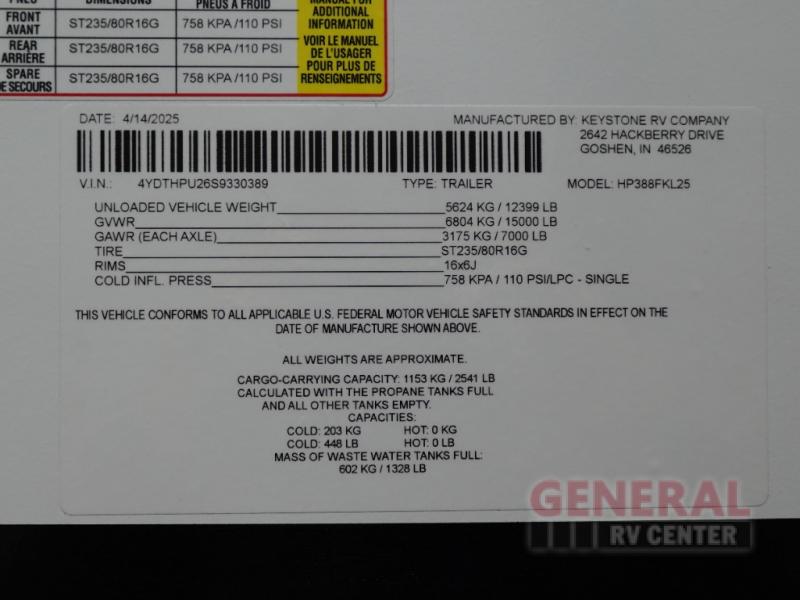 DIMENSIONS PNEUS À FROID MANUAL FOR
ADDITIONAL
INFORMATION
FRONT
AVANT ST235/80R16G 758 KPA /110 PSI
REAR
ARRIÈRE ST235/80R16G 758 KPA /110 PSI
SPARE
DE SECOURS ST235/80R16G 758 KPA /110 PSI
VOIR LE MANUEL
DE L'USAGER
POUR PLUS DE
RENSEIGNEMENTS
DATE: 4/14/2025 MANUFACTURED BY: KEYSTONE RV COMPANY
2642 HACKBERRY DRIVE
GOSHEN, IN 46526
V.I.N.: 4YDTHPU26S9330389 TYPE: TRAILER MODEL: HP388FKL25
UNLOADED VEHICLE WEIGHT 5624 KG / 12399 LB
GVWR 6804 KG / 15000 LB
GAWR (EACH AXLE) 3175 KG / 7000 LB
TIRE ST235/80R16G
RIMS 16x6J
COLD INFL. PRESS 758 KPA / 110 PSI/LPC - SINGLE
THIS VEHICLE CONFORMS TO ALL APPLICABLE U.S. FEDERAL MOTOR VEHICLE SAFETY STANDARDS IN EFFECT ON THE
DATE OF MANUFACTURE SHOWN ABOVE.
ALL WEIGHTS ARE APPROXIMATE.
CARGO-CARRYING CAPACITY: 1153 KG / 2541 LB
CALCULATED WITH THE PROPANE TANKS FULL
AND ALL OTHER TANKS EMPTY.
CAPACITIES:
COLD: 203 KG HOT: 0 KG
COLD: 448 LB HOT: 0 LB
MASS OF WASTE WATER TANKS FULL:
602 KG / 1328 LB
GENERAL
RV CENTER